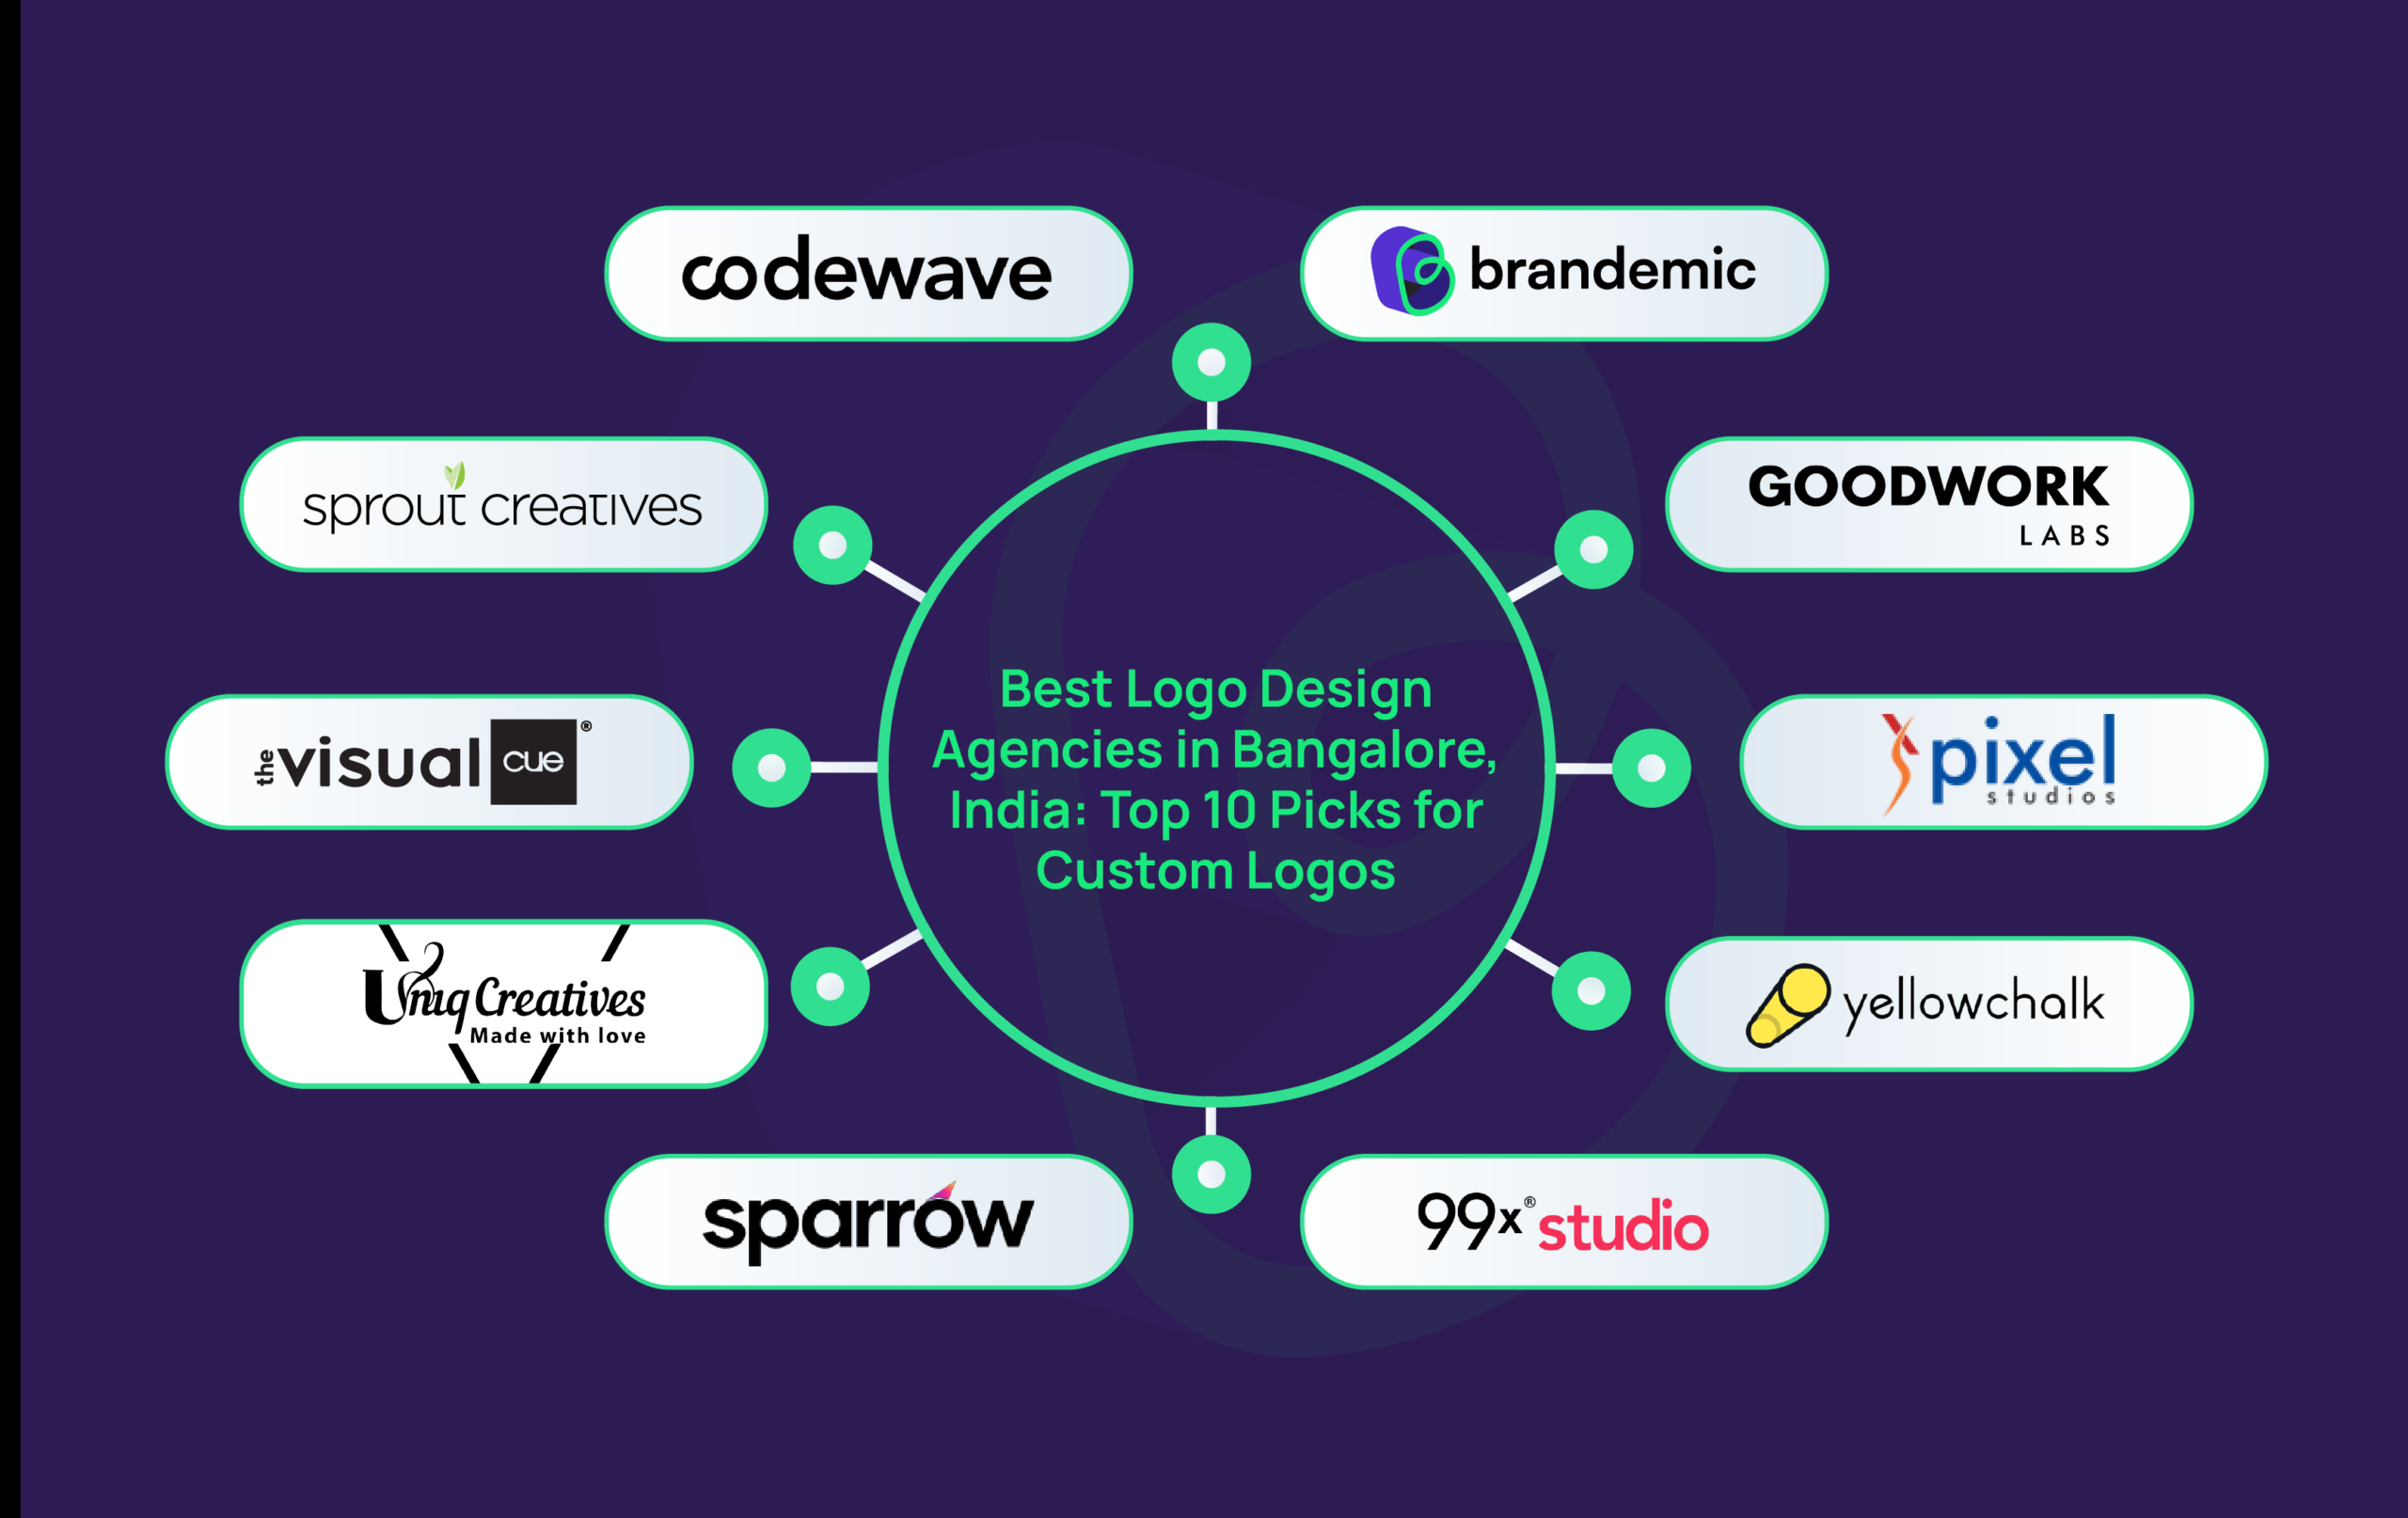 codewave
brandemic
sprout creatives
GOODWORK
LABS
Best Logo Design
Agencies in Bangalore,
India: Top 10 Picks for
Custom Logos
the visual cue ®
pixel
studios
Uniq Creatives
Made with love
yellowchalk
sparrow
99x® studio